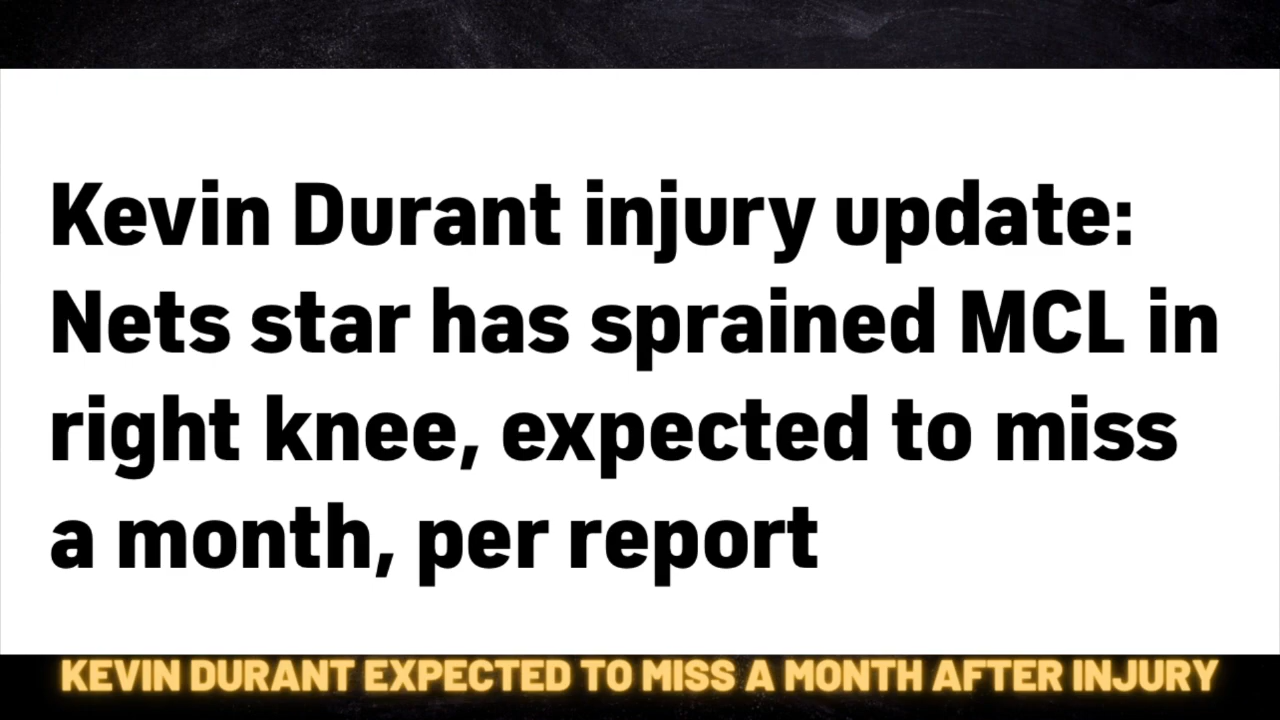 Kevin Durant injury update:
Nets star has sprained MCL in
right knee, expected to miss
a month, per report
KEVIN DURANT EXPECTED TO MISS A MONTH AFTER INJURY